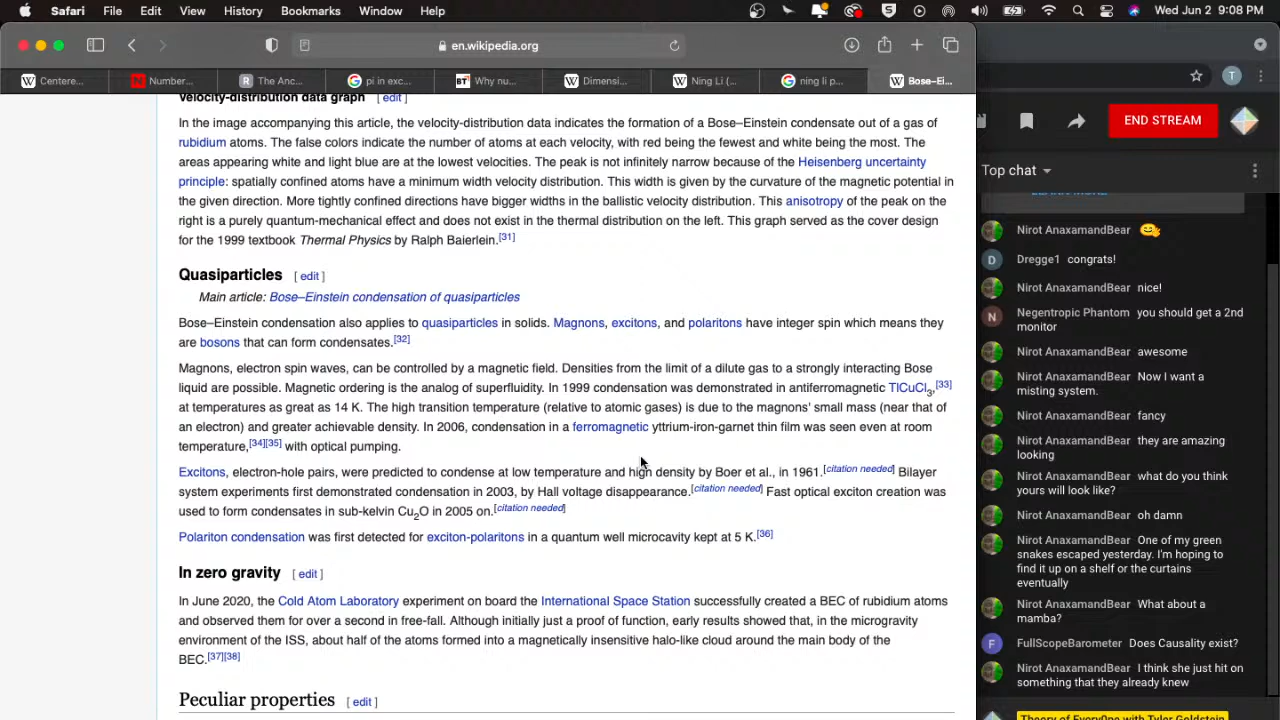 Safari File Edit View History Bookmarks Window Help Wed Jun 2 9:08 PM
en.wikipedia.org
W Centere... N Number... R The Anc... G pi in exc... BT Why nu... W Dimensi... W Ning Li (... G ning li p... W Bose–Ei...
Velocity-distribution data graph [ edit ]
In the image accompanying this article, the velocity-distribution data indicates the formation of a Bose–Einstein condensate out of a gas of
rubidium atoms. The false colors indicate the number of atoms at each velocity, with red being the fewest and white being the most. The
areas appearing white and light blue are at the lowest velocities. The peak is not infinitely narrow because of the Heisenberg uncertainty
principle: spatially confined atoms have a minimum width velocity distribution. This width is given by the curvature of the magnetic potential in
the given direction. More tightly confined directions have bigger widths in the ballistic velocity distribution. This anisotropy of the peak on the
right is a purely quantum-mechanical effect and does not exist in the thermal distribution on the left. This graph served as the cover design
for the 1999 textbook Thermal Physics by Ralph Baierlein.[31]
Quasiparticles [ edit ]
Main article: Bose–Einstein condensation of quasiparticles
Bose–Einstein condensation also applies to quasiparticles in solids. Magnons, excitons, and polaritons have integer spin which means they
are bosons that can form condensates.[32]
Magnons, electron spin waves, can be controlled by a magnetic field. Densities from the limit of a dilute gas to a strongly interacting Bose
liquid are possible. Magnetic ordering is the analog of superfluidity. In 1999 condensation was demonstrated in antiferromagnetic TlCuCl3,[33]
at temperatures as great as 14 K. The high transition temperature (relative to atomic gases) is due to the magnons' small mass (near that of
an electron) and greater achievable density. In 2006, condensation in a ferromagnetic yttrium-iron-garnet thin film was seen even at room
temperature,[34][35] with optical pumping.
Excitons, electron-hole pairs, were predicted to condense at low temperature and high density by Boer et al., in 1961.[citation needed] Bilayer
system experiments first demonstrated condensation in 2003, by Hall voltage disappearance.[citation needed] Fast optical exciton creation was
used to form condensates in sub-kelvin Cu2O in 2005 on.[citation needed]
Polariton condensation was first detected for exciton-polaritons in a quantum well microcavity kept at 5 K.[36]
In zero gravity [ edit ]
In June 2020, the Cold Atom Laboratory experiment on board the International Space Station successfully created a BEC of rubidium atoms
and observed them for over a second in free-fall. Although initially just a proof of function, early results showed that, in the microgravity
environment of the ISS, about half of the atoms formed into a magnetically insensitive halo-like cloud around the main body of the
BEC.[37][38]
Peculiar properties [ edit ]
T
END STREAM
Top chat
LEARN MORE
Nirot AnaxamandBear
D Dregge1 congrats!
Nirot AnaxamandBear nice!
N Negentropic Phantom you should get a 2nd
monitor
Nirot AnaxamandBear awesome
Nirot AnaxamandBear Now I want a
misting system.
Nirot AnaxamandBear fancy
Nirot AnaxamandBear they are amazing
looking
Nirot AnaxamandBear what do you think
yours will look like?
Nirot AnaxamandBear oh damn
Nirot AnaxamandBear One of my green
snakes escaped yesterday. I'm hoping to
find it up on a shelf or the curtains
eventually
Nirot AnaxamandBear What about a
mamba?
F FullScopeBarometer Does Causality exist?
Nirot AnaxamandBear I think she just hit on
something that they already knew
Theory of Every0ne with Tyler Goldstein